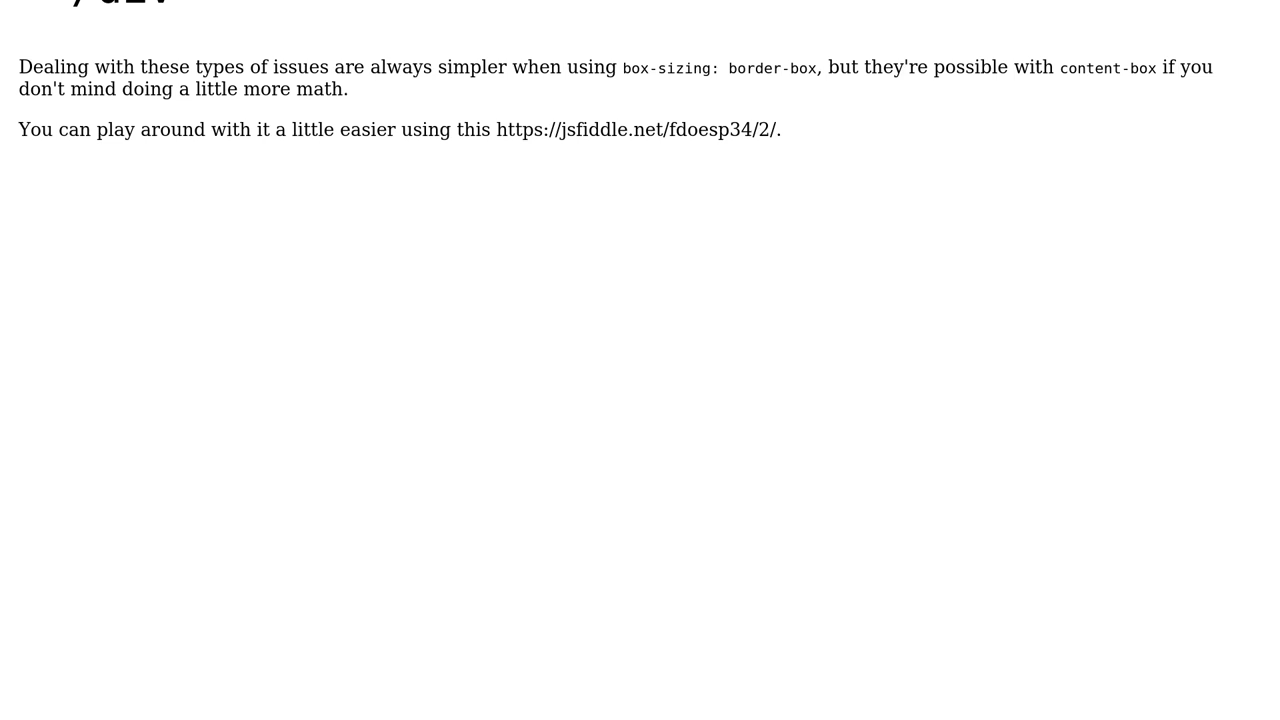 Dealing with these types of issues are always simpler when using box-sizing: border-box, but they're possible with content-box if you
don't mind doing a little more math.
You can play around with it a little easier using this https://jsfiddle.net/fdoesp34/2/.